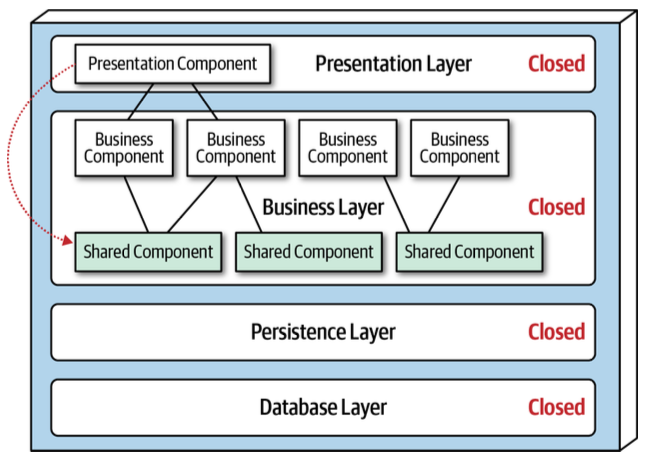 Presentation Component
Presentation Layer
Closed
Business
Component
Business
Component
Business
Component
Business
Component
Business Layer
Closed
Shared Component
Shared Component
Shared Component
Persistence Layer
Closed
Database Layer
Closed